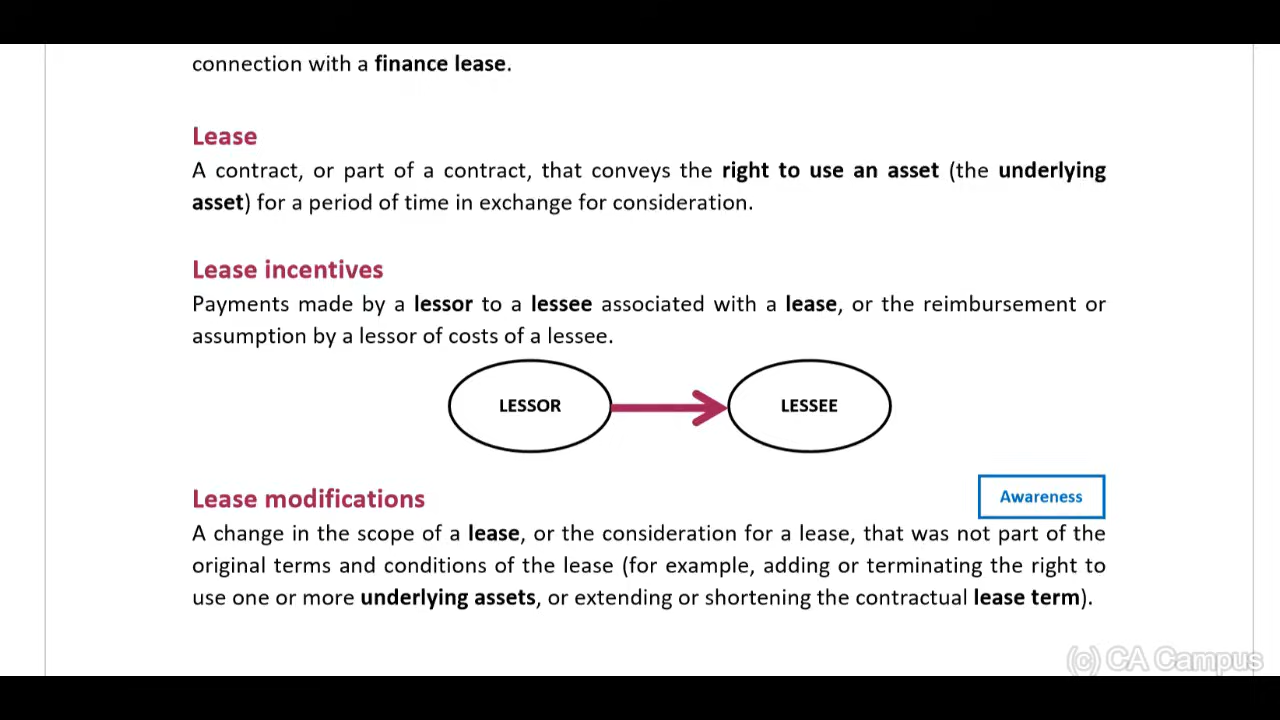 connection with a finance lease.
Lease
A contract, or part of a contract, that conveys the right to use an asset (the underlying
asset) for a period of time in exchange for consideration.
Lease incentives
Payments made by a lessor to a lessee associated with a lease, or the reimbursement or
assumption by a lessor of costs of a lessee.
LESSOR
LESSEE
Lease modifications
Awareness
A change in the scope of a lease, or the consideration for a lease, that was not part of the
original terms and conditions of the lease (for example, adding or terminating the right to
use one or more underlying assets, or extending or shortening the contractual lease term).
(c) CA Campus